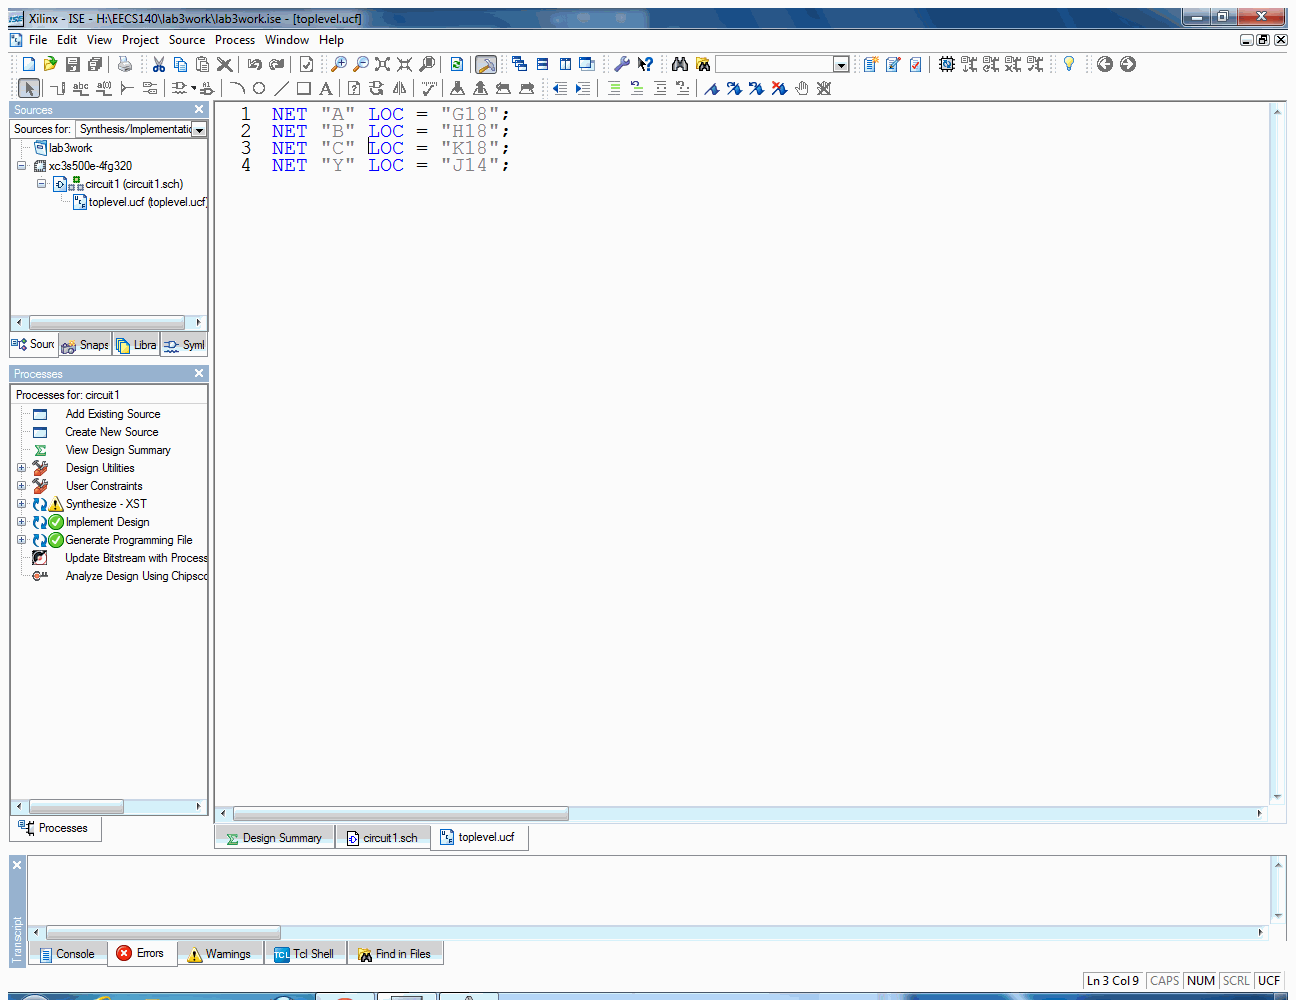 Xilinx - ISE - H:\EECS140\lab3work\lab3work.ise - [toplevel.ucf]
File Edit View Project Source Process Window Help
Sources
Sources for: Synthesis/Implementatic
lab3work
xc3s500e-4fg320
circuit1 (circuit1.sch)
toplevel.ucf (toplevel.ucf)
Sourc Snaps Libra Syml
1 NET "A" LOC = "G18";
2 NET "B" LOC = "H18";
3 NET "C" LOC = "K18";
4 NET "Y" LOC = "J14";
Processes
Processes for: circuit1
Add Existing Source
Create New Source
View Design Summary
Design Utilities
User Constraints
Synthesize - XST
Implement Design
Generate Programming File
Update Bitstream with Process
Analyze Design Using Chipsco
Processes
Design Summary circuit1.sch toplevel.ucf
Transcript
Console Errors Warnings TCL Tcl Shell Find in Files
Ln 3 Col 9 CAPS NUM SCRL UCF